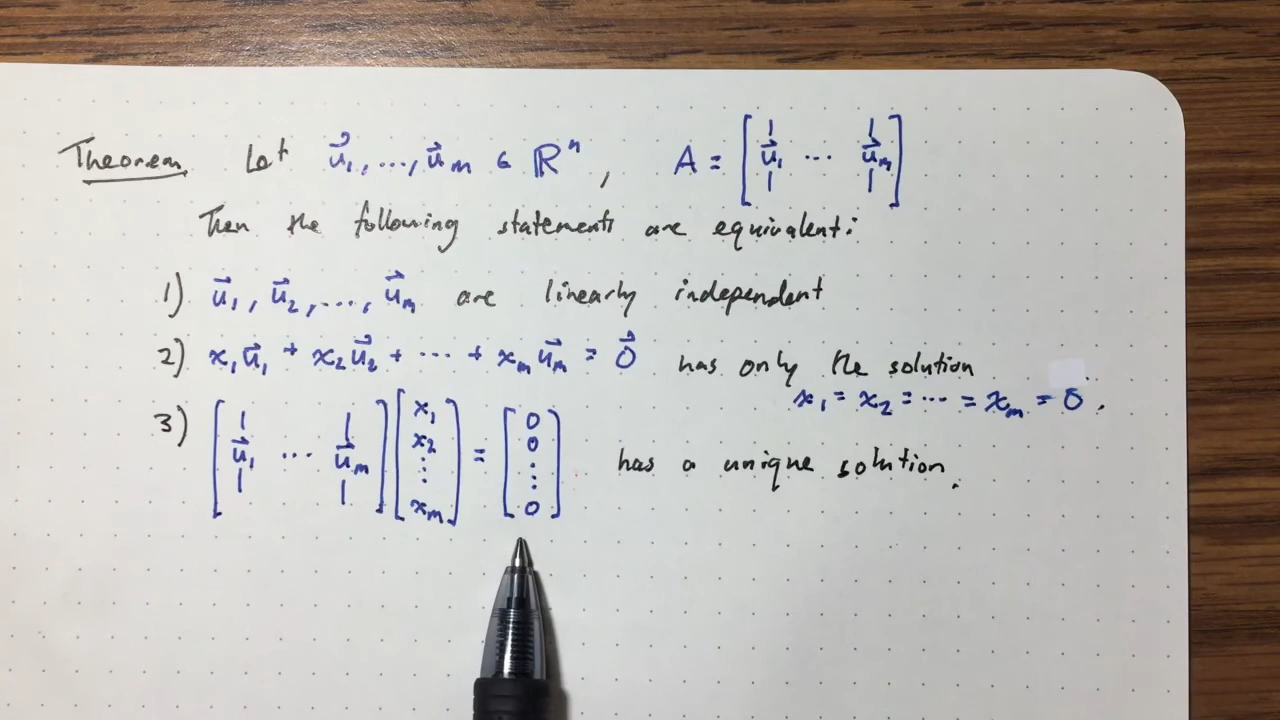 Theorem Let u⃗₁, ..., u⃗ₘ ∈ ℝⁿ, A = [u⃗₁ ... u⃗ₘ]
Then the following statements are equivalent:
1) u⃗₁, u⃗₂, ..., u⃗ₘ are linearly independent
2) x₁u⃗₁ + x₂u⃗₂ + ... + xₘu⃗ₘ = 0⃗ has only the solution
x₁ = x₂ = ... = xₘ = 0.
3) [u⃗₁ ... u⃗ₘ] [x₁ x₂ ⋮ xₘ] = [0 0 ⋮ 0] has a unique solution.